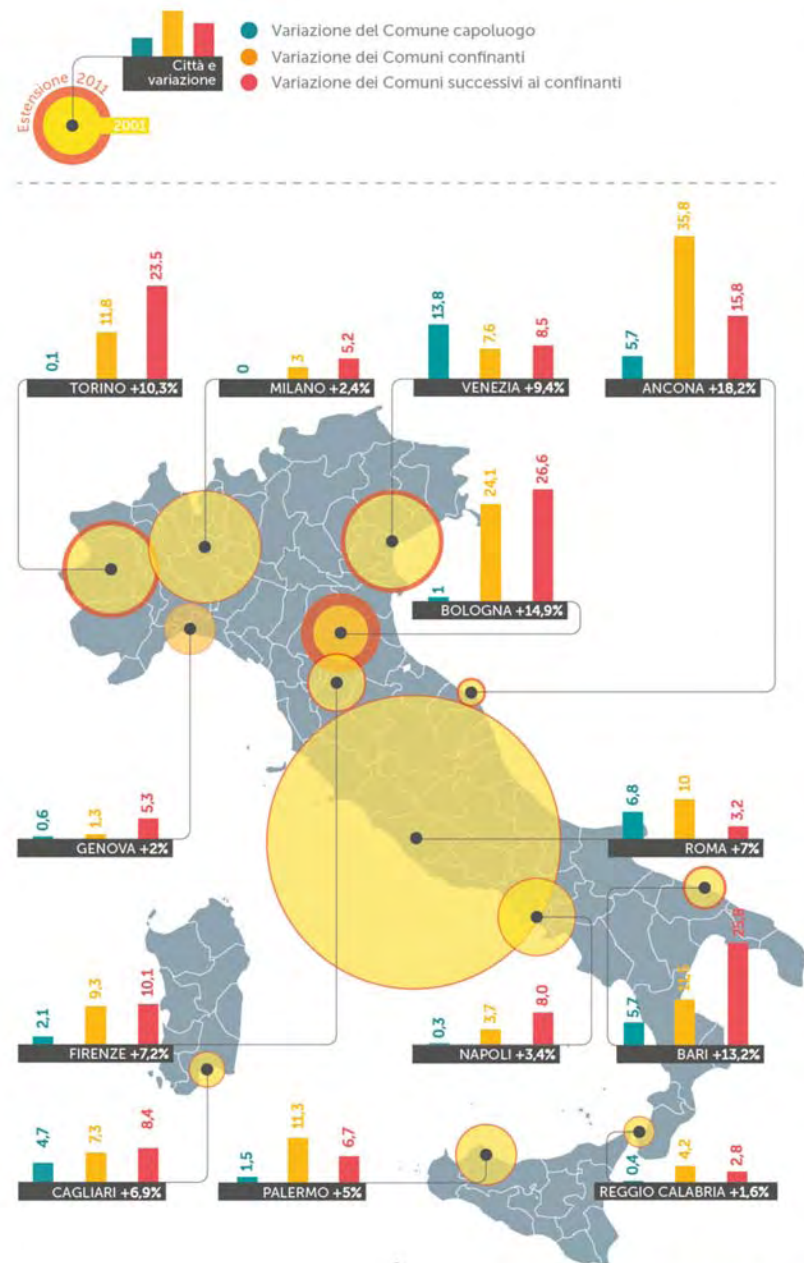 Variazione del Comune capoluogo
Variazione dei Comuni confinanti
Variazione dei Comuni successivi ai confinanti
Città e
variazione
Estensione 2011
2001
0,1
11,8
23.5
TORINO +10,3%
0
3
5,2
MILANO +2,4%
13,8
7,6
8,5
VENEZIA +9,4%
5,7
35,8
15,8
ANCONA +18,2%
1
24,1
26,6
BOLOGNA +14,9%
0,6
1,3
5,3
GENOVA +2%
6,8
10
3,2
ROMA +7%
2,1
9,3
10,1
FIRENZE +7,2%
0,3
3,7
8,0
NAPOLI +3,4%
5,7
BARI +13,2%
4,7
7,3
8,4
CAGLIARI +6,9%
1,5
11,3
6,7
PALERMO +5%
0,4
4,2
2,8
REGGIO CALABRIA +1,6%